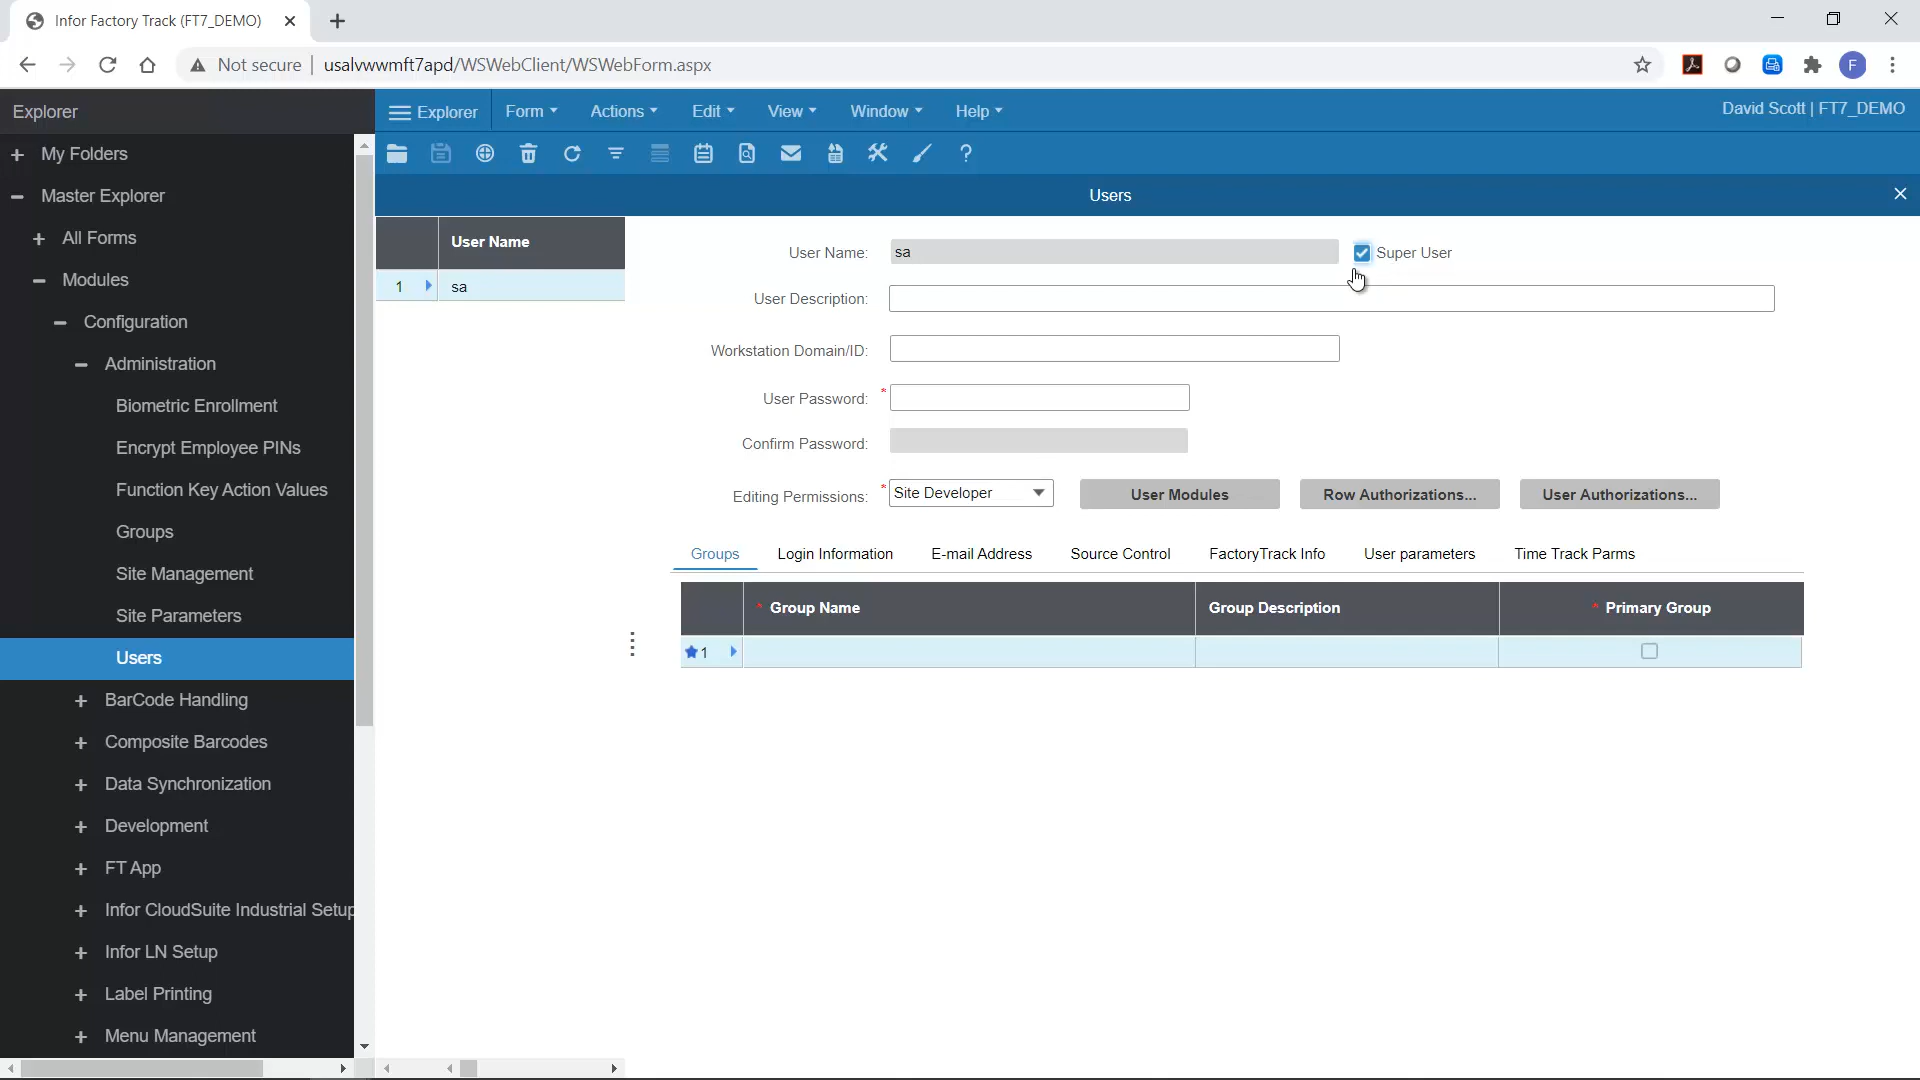 Infor Factory Track (FT7_DEMO)
Not secure | usalvwwmft7apd/WSWebClient/WSWebForm.aspx
F
Explorer
Explorer Form Actions Edit View Window Help
David Scott | FT7_DEMO
Users
My Folders
Master Explorer
All Forms
Modules
Configuration
Administration
Biometric Enrollment
Encrypt Employee PINs
Function Key Action Values
Groups
Site Management
Site Parameters
Users
BarCode Handling
Composite Barcodes
Data Synchronization
Development
FT App
Infor CloudSuite Industrial Setup
Infor LN Setup
Label Printing
Menu Management
User Name
1 sa
User Name: sa Super User
User Description:
Workstation Domain/ID:
User Password: *
Confirm Password:
Editing Permissions: * Site Developer User Modules Row Authorizations... User Authorizations...
Groups Login Information E-mail Address Source Control FactoryTrack Info User parameters Time Track Parms
* Group Name Group Description * Primary Group
1